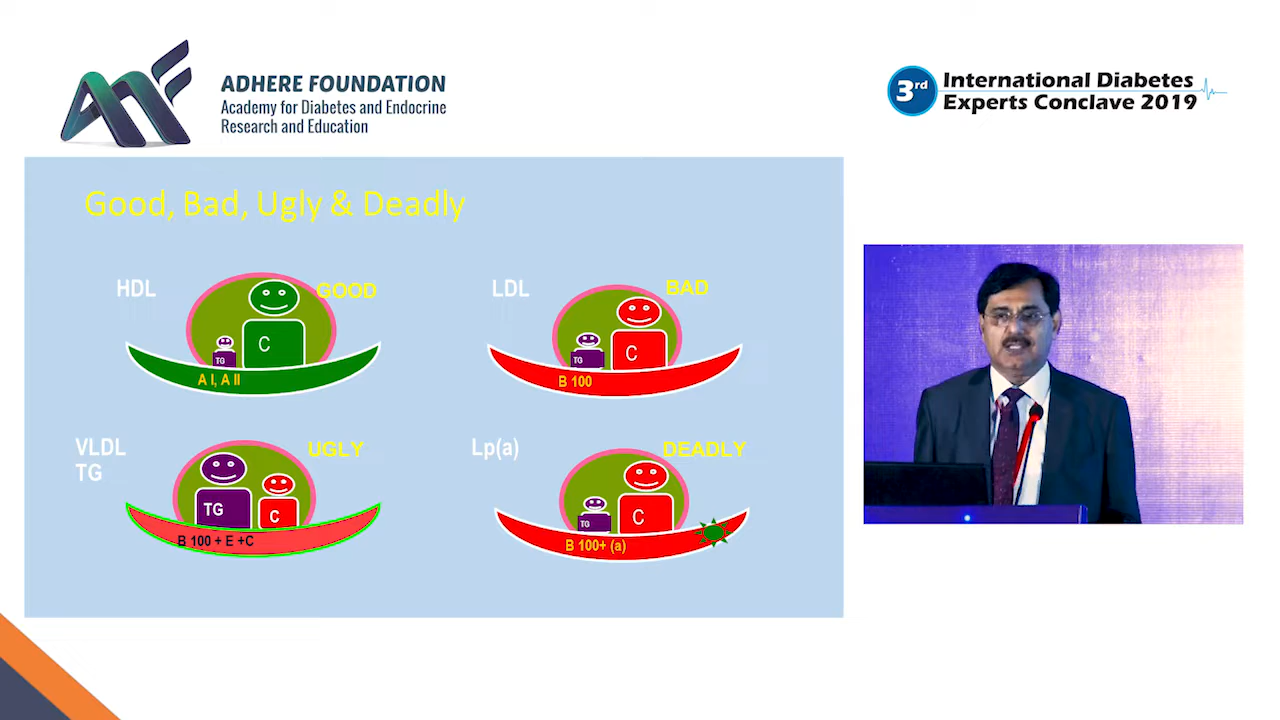 ADHERE FOUNDATION
Academy for Diabetes and Endocrine
Research and Education
3rd
International Diabetes
Experts Conclave 2019
Good, Bad, Ugly & Deadly
HDL
GOOD
TG
C
A I, A II
LDL
BAD
TG
C
B 100
VLDL
TG
UGLY
TG
C
B 100 + E +C
Lp(a)
DEADLY
TG
C
B 100+ (a)